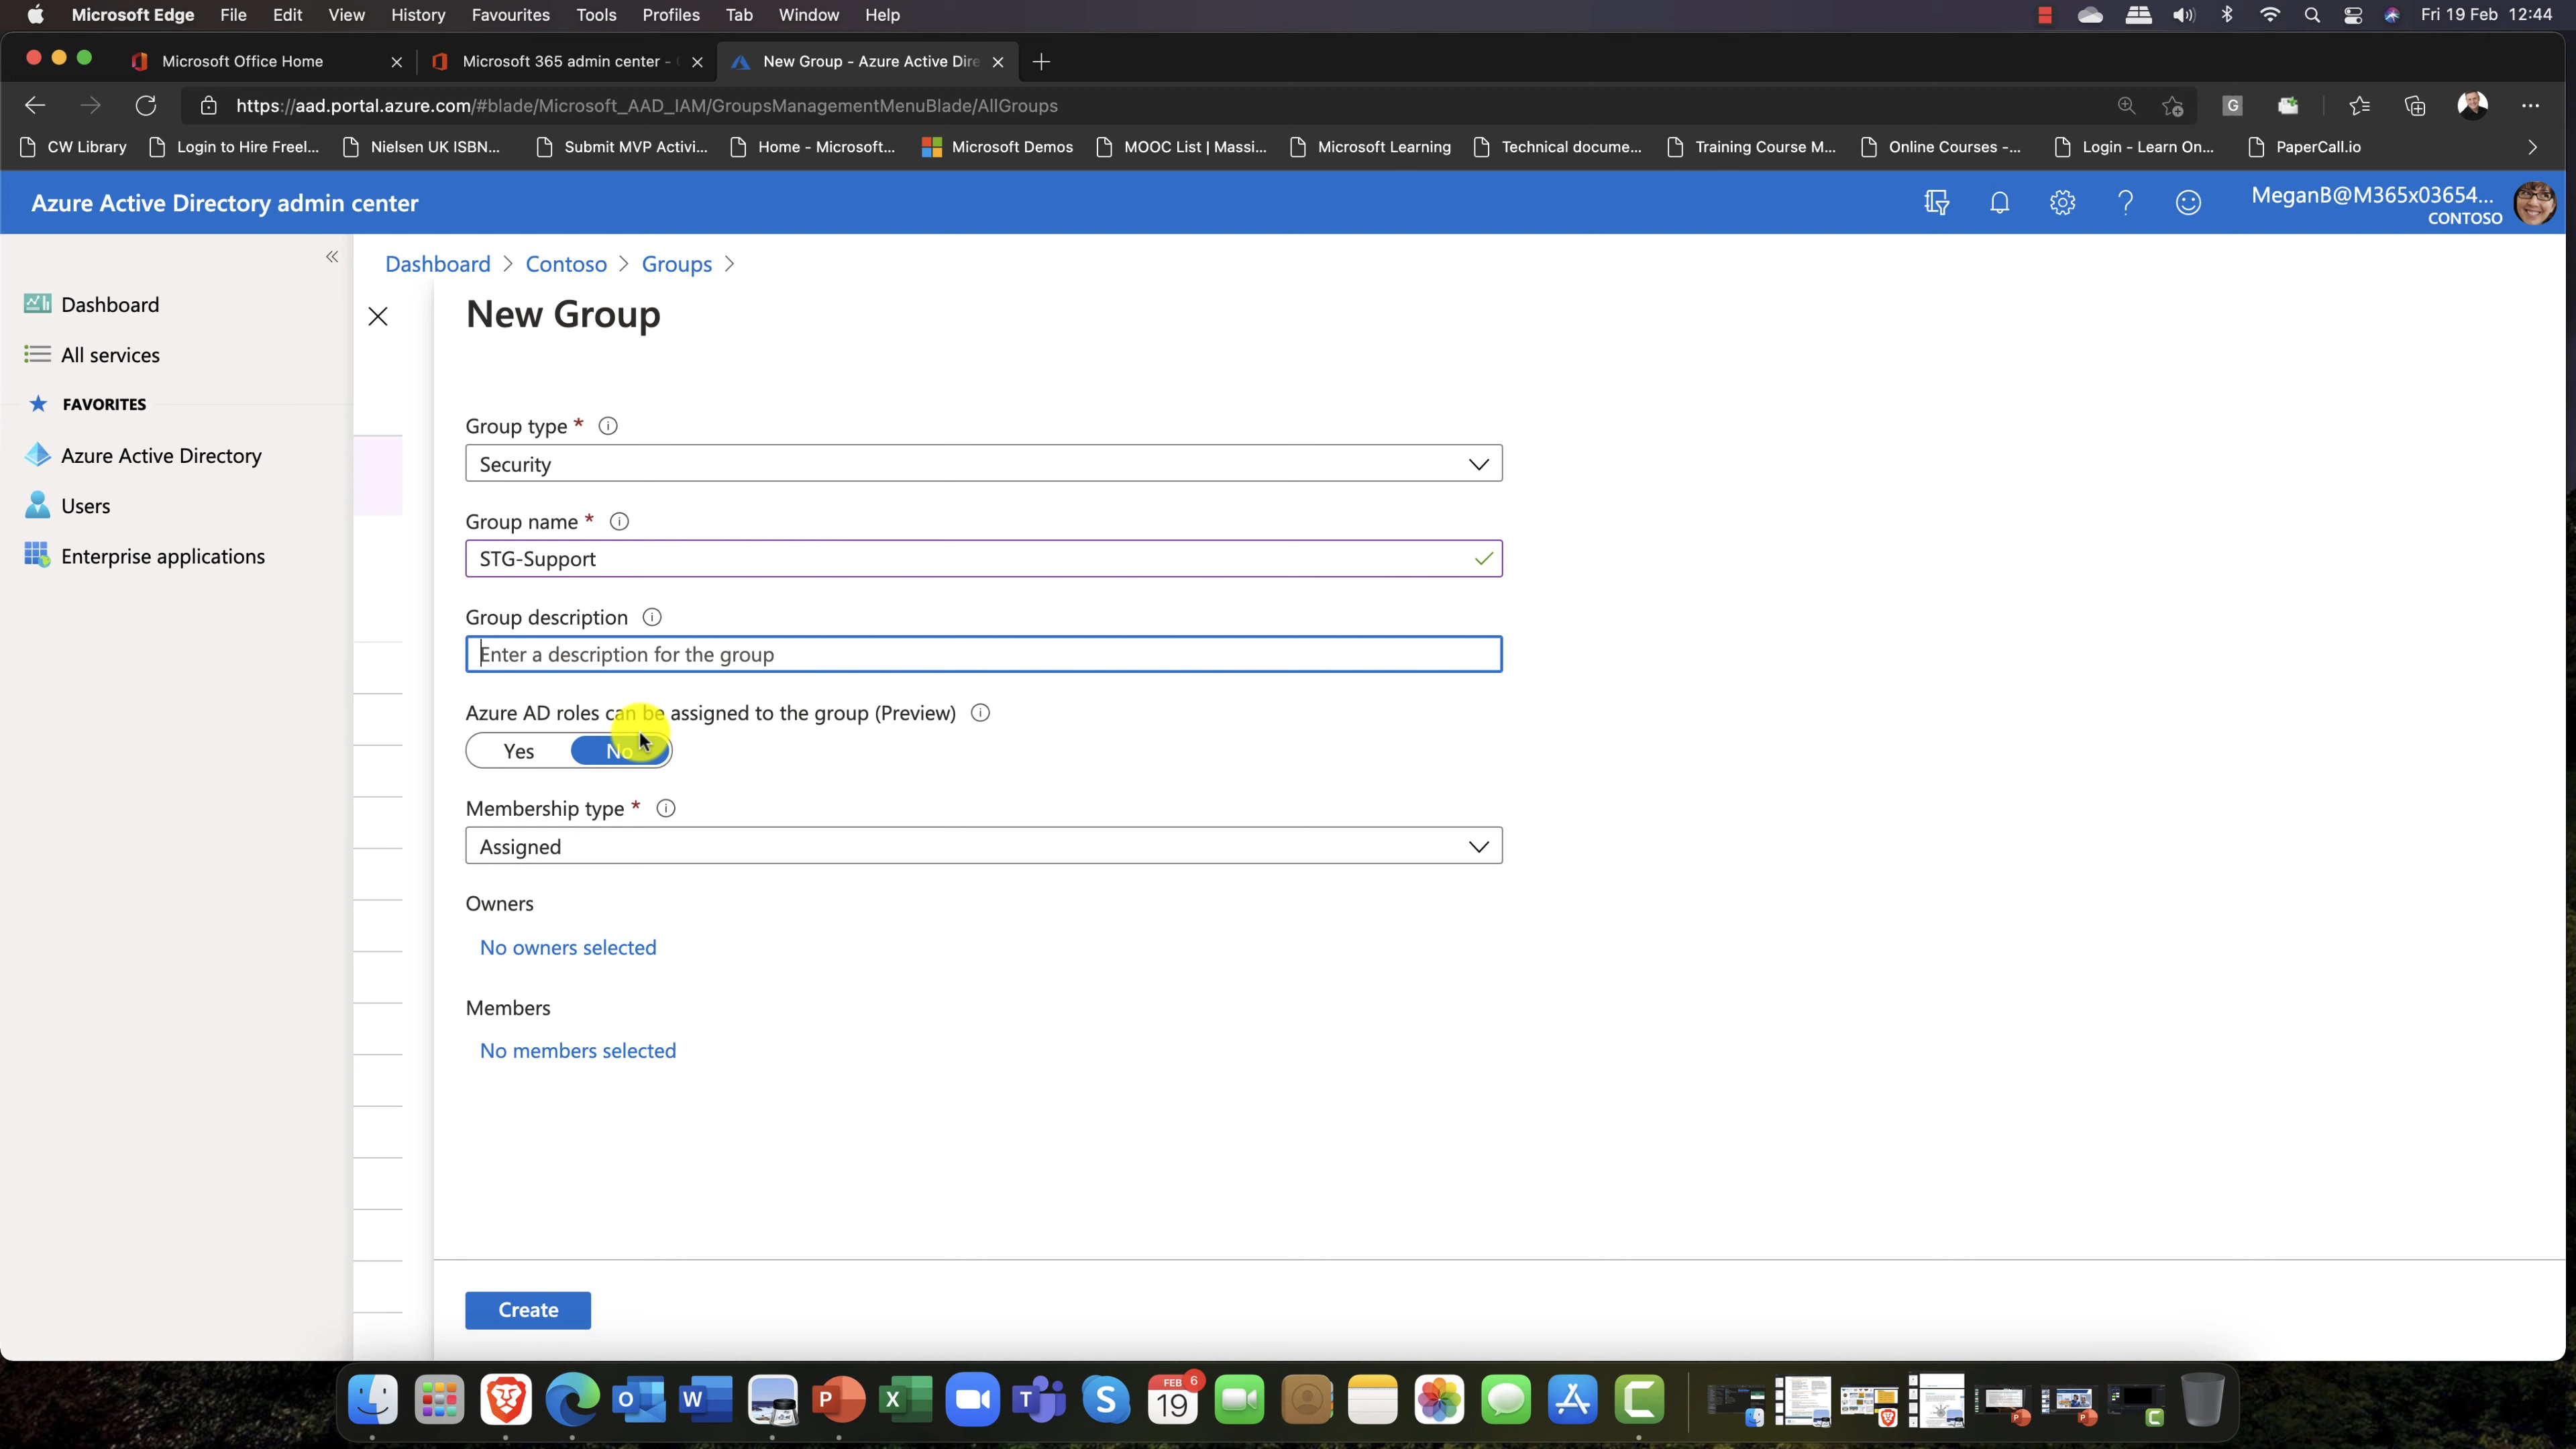 Microsoft Edge File Edit View History Favourites Tools Profiles Tab Window Help Fri 19 Feb 12:44
Microsoft Office Home Microsoft 365 admin center - New Group - Azure Active Dire
https://aad.portal.azure.com/#blade/Microsoft_AAD_IAM/GroupsManagementMenuBlade/AllGroups G
CW Library Login to Hire Freel... Nielsen UK ISBN... Submit MVP Activi... Home - Microsoft... Microsoft Demos MOOC List | Massi... Microsoft Learning Technical docume... Training Course M... Online Courses -... Login - Learn On... PaperCall.io
Azure Active Directory admin center MeganB@M365x03654...
CONTOSO
Dashboard > Contoso > Groups >
New Group
Dashboard
All services
FAVORITES
Azure Active Directory
Users
Enterprise applications
Group type *
Security
Group name *
STG-Support
Group description
Enter a description for the group
Azure AD roles can be assigned to the group (Preview)
Yes No
Membership type *
Assigned
Owners
No owners selected
Members
No members selected
Create
FEB 6
19